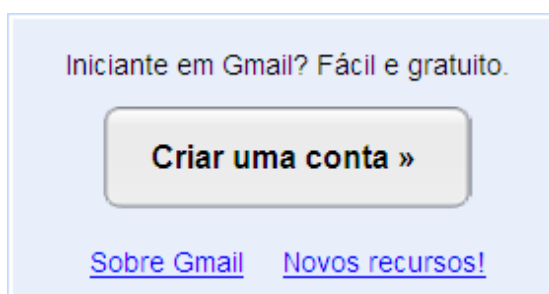 Iniciante em Gmail? Fácil e gratuito.
Criar uma conta »
Sobre Gmail Novos recursos!